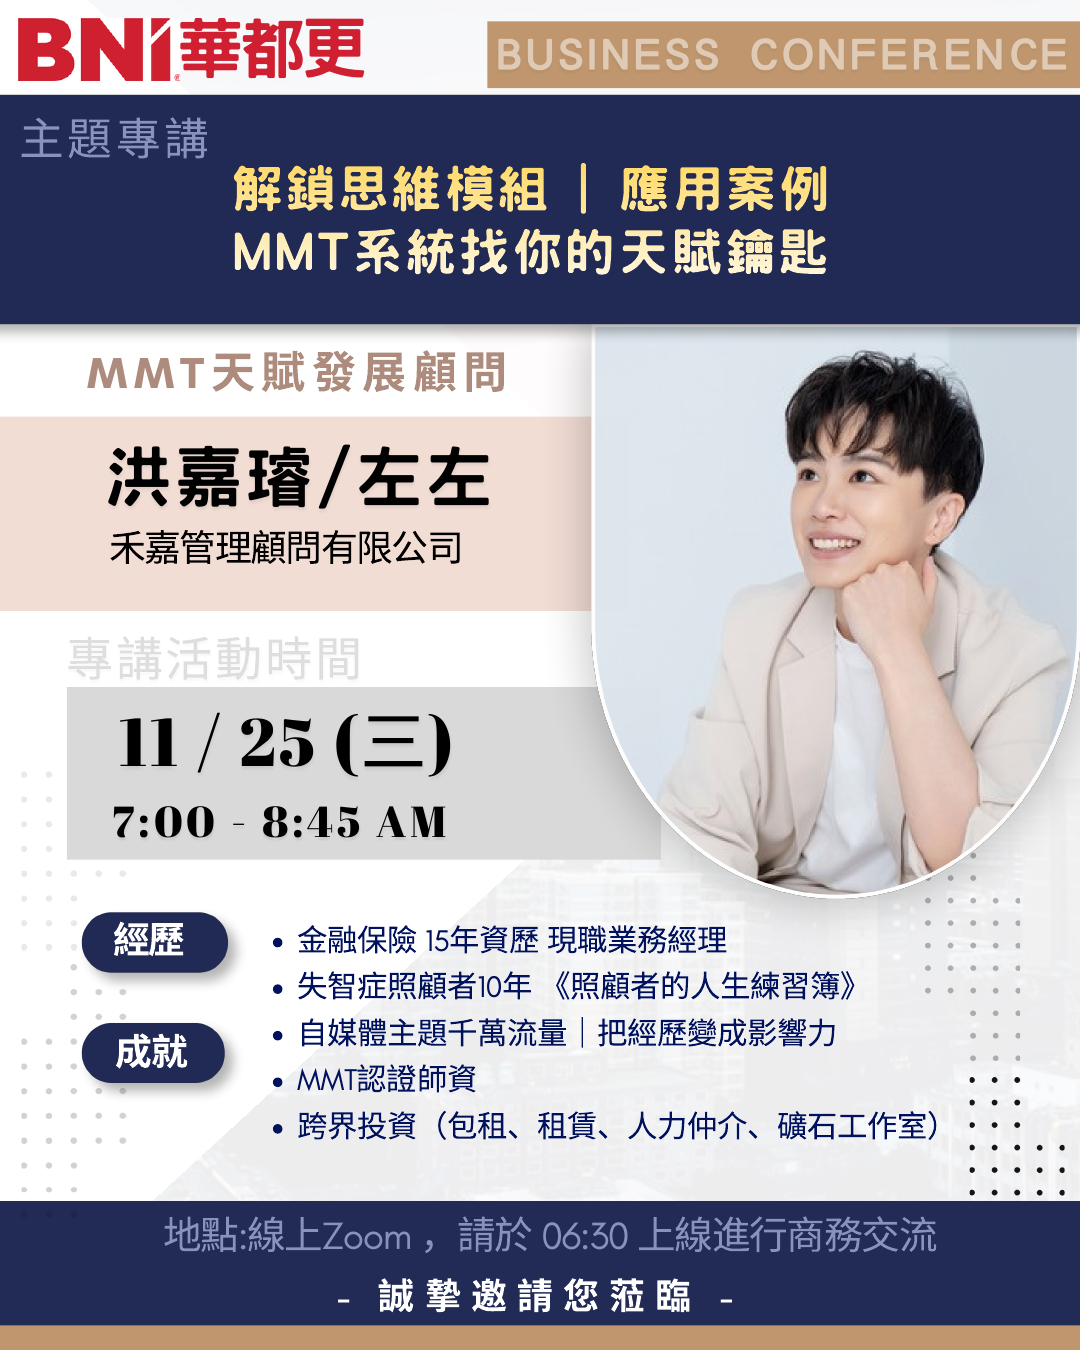 BNI華都更
BUSINESS CONFERENCE
主題專講
解鎖思維模組｜應用案例
MMT系統找你的天賦鑰匙
MMT天賦發展顧問
洪嘉璿/左左
禾嘉管理顧問有限公司
專講活動時間
11 / 25 (三)
7:00 - 8:45 AM
經歷
成就
• 金融保險 15年資歷 現職業務經理
• 失智症照顧者10年 《照顧者的人生練習簿》
• 自媒體主題千萬流量｜把經歷變成影響力
• MMT認證師資
• 跨界投資（包租、租賃、人力仲介、礦石工作室）
地點:線上Zoom ，請於 06:30 上線進行商務交流
- 誠摯邀請您蒞臨 -